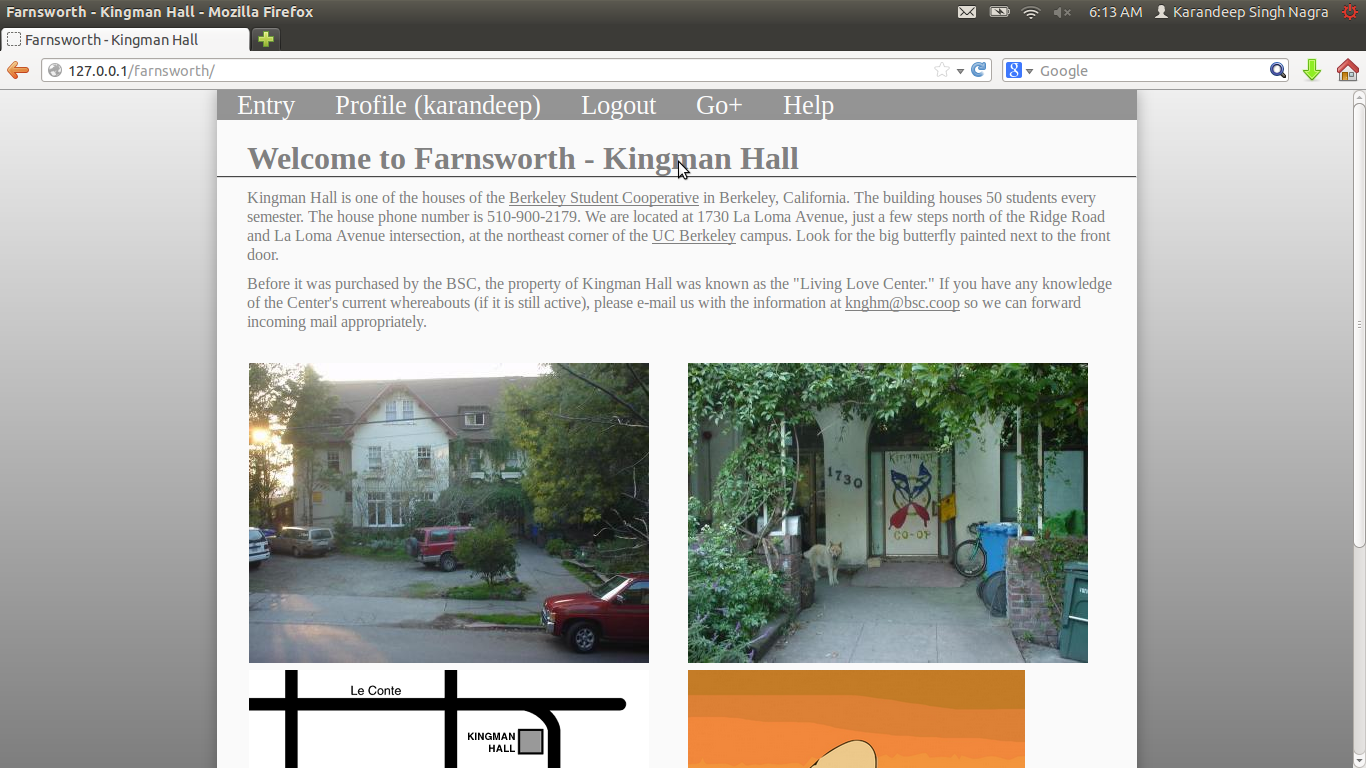 Farnsworth - Kingman Hall - Mozilla Firefox
6:13 AM
Karandeep Singh Nagra
Farnsworth - Kingman Hall
127.0.0.1/farnsworth/
Google
Entry
Profile (karandeep)
Logout
Go+
Help
Welcome to Farnsworth - Kingman Hall
Kingman Hall is one of the houses of the Berkeley Student Cooperative in Berkeley, California. The building houses 50 students every
semester. The house phone number is 510-900-2179. We are located at 1730 La Loma Avenue, just a few steps north of the Ridge Road
and La Loma Avenue intersection, at the northeast corner of the UC Berkeley campus. Look for the big butterfly painted next to the front
door.
Before it was purchased by the BSC, the property of Kingman Hall was known as the "Living Love Center." If you have any knowledge
of the Center's current whereabouts (if it is still active), please e-mail us with the information at knghm@bsc.coop so we can forward
incoming mail appropriately.
1730
Kingman
CO-OP
Le Conte
KINGMAN
HALL